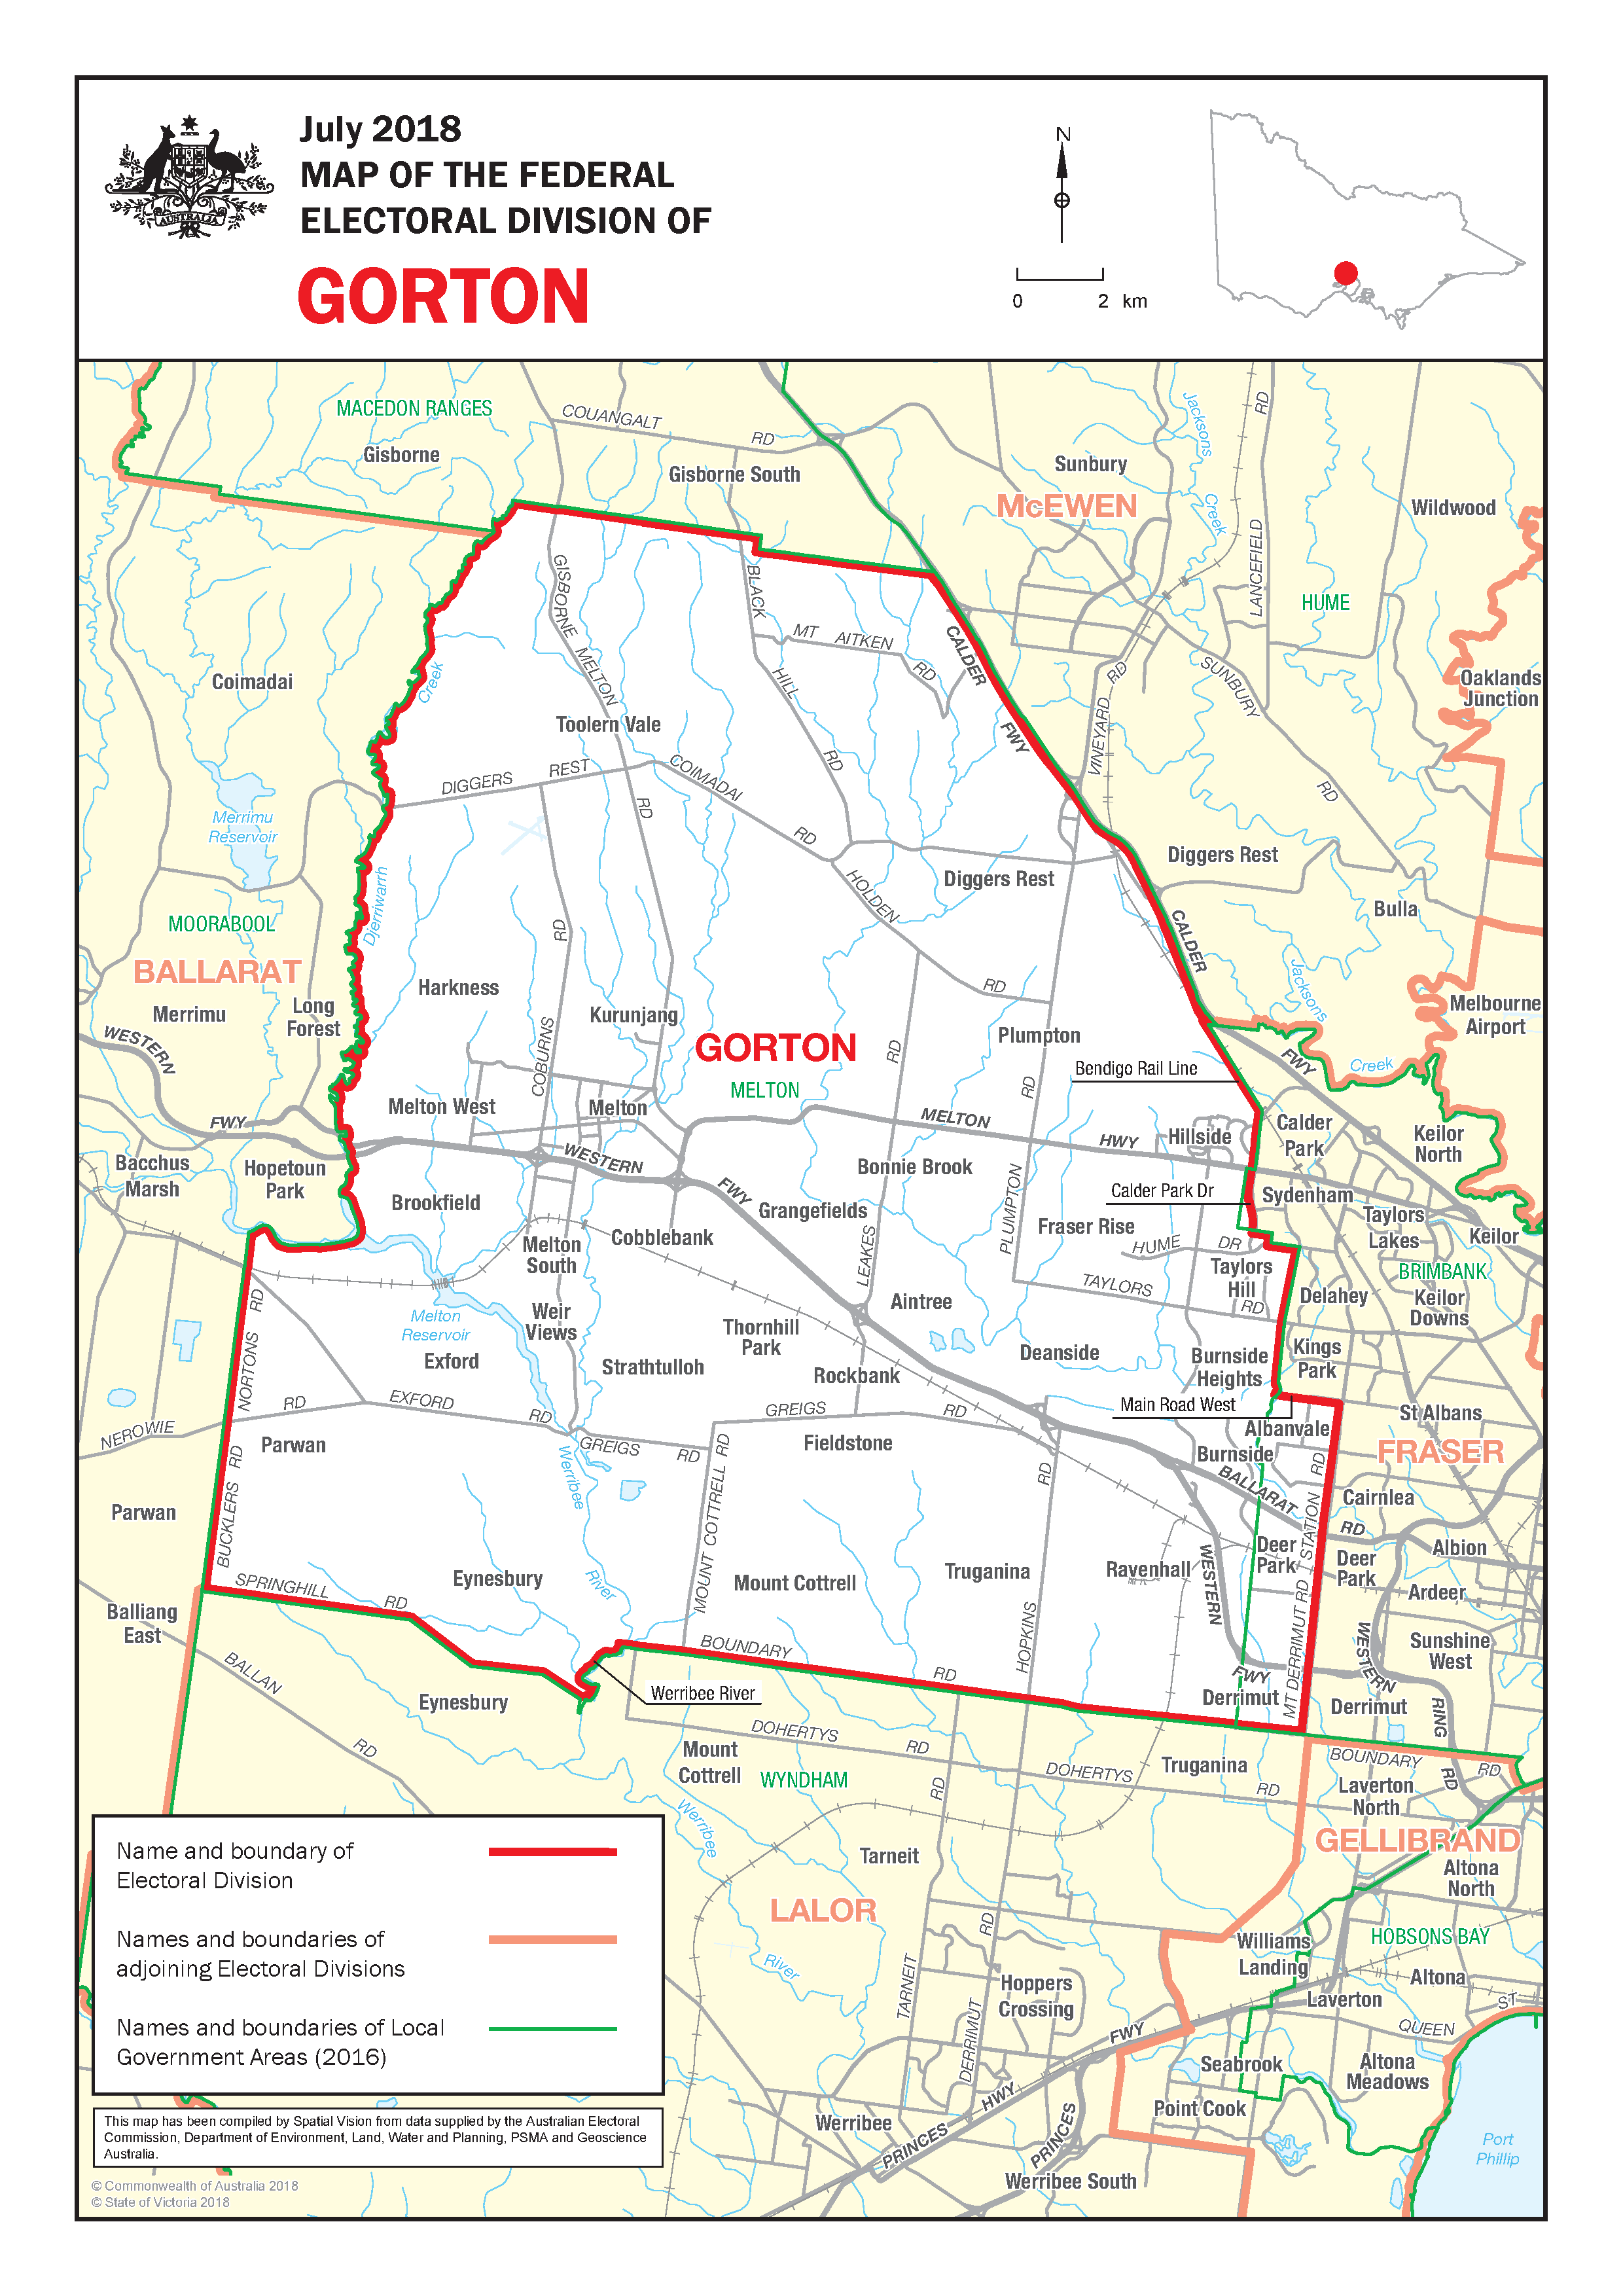 July 2018
MAP OF THE FEDERAL
ELECTORAL DIVISION OF
GORTON
AUSTRALIA
N
0 2 km
MACEDON RANGES
Gisborne
COUANGALT
RD
Gisborne South
Sunbury
McEWEN
Jacksons
Creek
RD
LANCEFIELD
Wildwood
HUME
Oaklands
Junction
GISBORNE
MELTON
RD
BLACK
HILL
RD
MT AITKEN
RD
CALDER
FWY
VINEYARD
RD
SUNBURY
RD
Coimadai
Creek
Toolern Vale
DIGGERS REST
COIMADAI
RD
Merrimu
Reservoir
Djerriwarrh
HOLDEN
RD
Diggers Rest
Diggers Rest
Bulla
CALDER
FWY
Jacksons
Creek
Melbourne
Airport
MOORABOOL
BALLARAT
Merrimu
Long
Forest
WESTERN
FWY
Harkness
RD
COBURNS
Kurunjang
GORTON
MELTON
RD
Plumpton
RD
Bendigo Rail Line
Melton West
Melton
MELTON
HWY
Hillside
Calder
Park
Keilor
North
Bacchus
Marsh
Hopetoun
Park
Brookfield
WESTERN
FWY
Bonnie Brook
Grangefields
PLUMPTON
Calder Park Dr
Sydenham
Taylors
Lakes
Keilor
Melton
South
Cobblebank
LEAKES
Fraser Rise
HUME DR
Taylors
Hill
TAYLORS
RD
BRIMBANK
Delahey
Keilor
Downs
Melton
Reservoir
Weir
Views
Aintree
Thornhill
Park
Exford
Strathtulloh
Rockbank
Deanside
Burnside
Heights
Kings
Park
NORTONS
RD
NEROWIE
RD
EXFORD
RD
GREIGS
RD
GREIGS
RD
Main Road West
Albanvale
St Albans
FRASER
Parwan
BUCKLERS
RD
Werribee
River
Fieldstone
MOUNT COTTRELL RD
RD
Burnside
BALLARAT
RD
STATION
RD
Cairnlea
Parwan
Albion
Deer
Park
Deer
Park
Ardeer
SPRINGHILL
RD
Eynesbury
Mount Cottrell
Truganina
Ravenhall
WESTERN
FWY
MT DERRIMUT RD
Balliang
East
BALLAN
RD
HOPKINS
Sunshine
West
WESTERN
RING
RD
BOUNDARY
RD
Derrimut
Derrimut
Eynesbury
Werribee River
DOHERTYS
RD
Mount
Cottrell
WYNDHAM
DOHERTYS
RD
Truganina
BOUNDARY
RD
Laverton
North
GELLIBRAND
Altona
North
Werribee
River
Tarneit
LALOR
RD
RD
TARNEIT
DERRIMUT
Hoppers
Crossing
Williams
Landing
HOBSONS BAY
Altona
Laverton
ST
QUEEN
FWY
Seabrook
Altona
Meadows
Point Cook
Werribee
PRINCES
HWY
PRINCES
Werribee South
Port
Phillip
Name and boundary of
Electoral Division
Names and boundaries of
adjoining Electoral Divisions
Names and boundaries of Local
Government Areas (2016)
This map has been compiled by Spatial Vision from data supplied by the Australian Electoral
Commission, Department of Environment, Land, Water and Planning, PSMA and Geoscience
Australia.
© Commonwealth of Australia 2018
© State of Victoria 2018